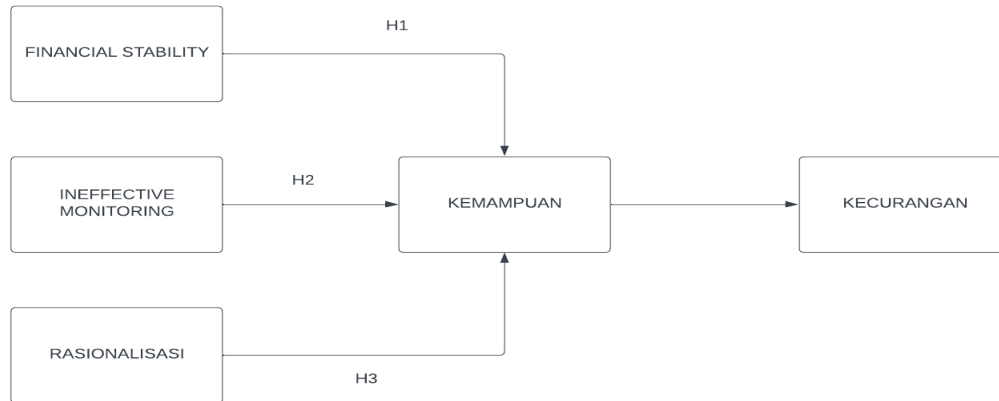 H1
FINANCIAL STABILITY
H2
INEFFECTIVE
MONITORING
KEMAMPUAN
KECURANGAN
RASIONALISASI
H3